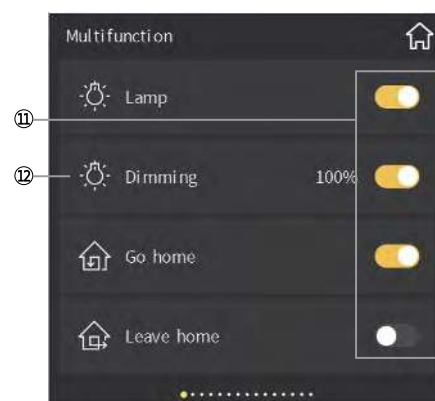 Multifunction
⑪
Lamp
⑫
Dimming 100%
Go home
Leave home